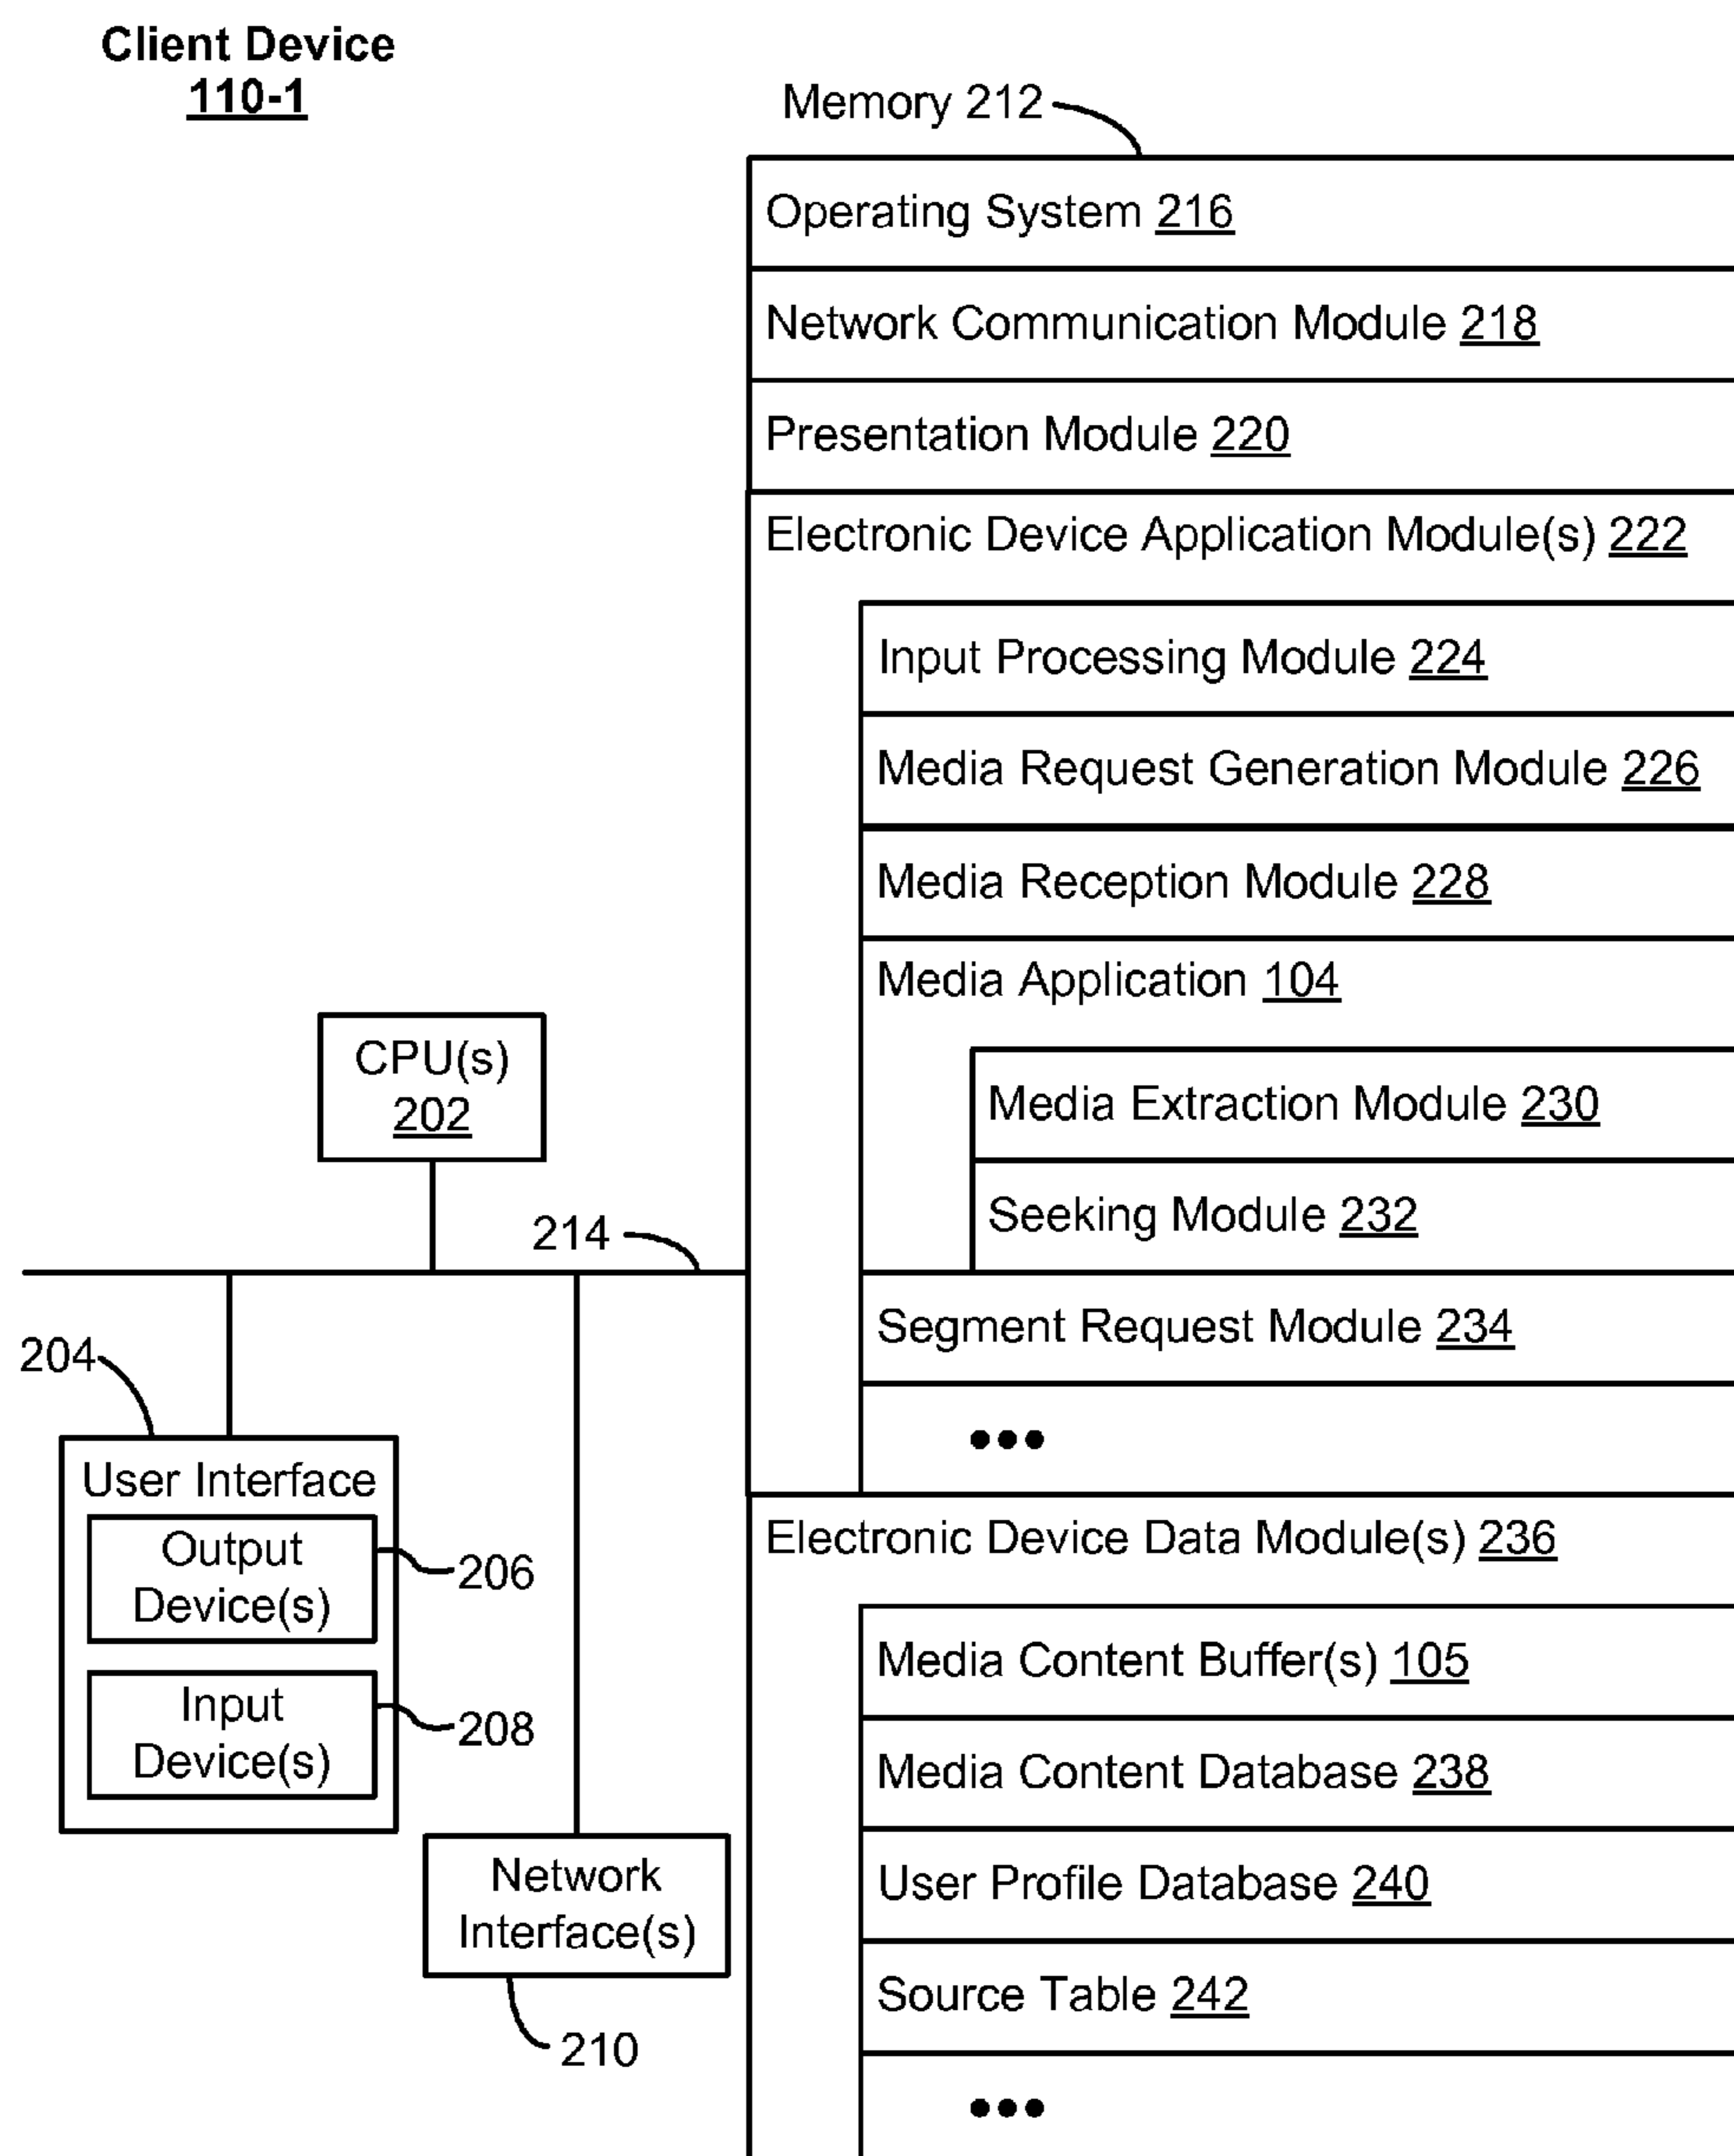 Client Device
110-1
Memory 212
Operating System 216
Network Communication Module 218
Presentation Module 220
Electronic Device Application Module(s) 222
Input Processing Module 224
Media Request Generation Module 226
Media Reception Module 228
Media Application 104
Media Extraction Module 230
Seeking Module 232
Segment Request Module 234
•••
Electronic Device Data Module(s) 236
Media Content Buffer(s) 105
Media Content Database 238
User Profile Database 240
Source Table 242
•••
CPU(s)
202
214
204
User Interface
Output
Device(s)
206
Input
Device(s)
208
Network
Interface(s)
210